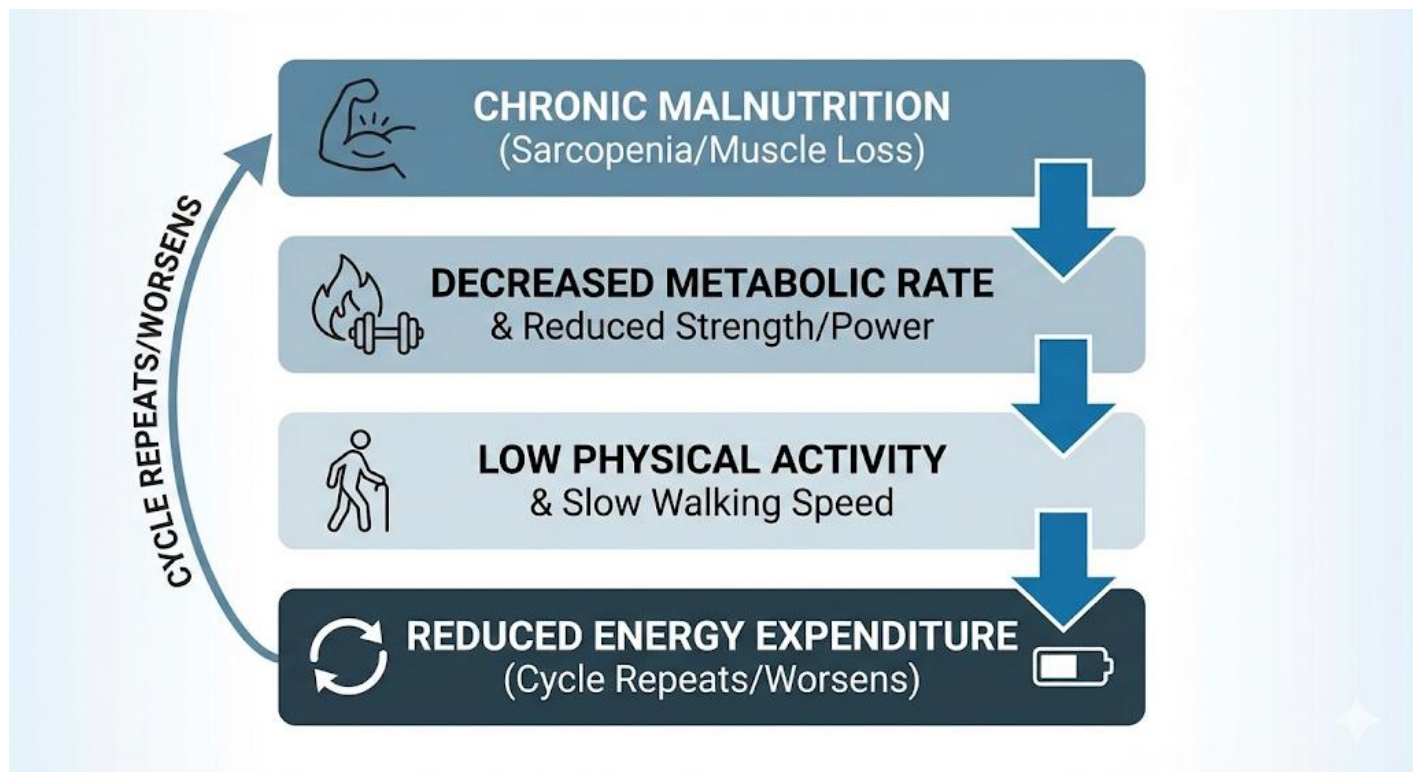 CHRONIC MALNUTRITION
(Sarcopenia/Muscle Loss)
DECREASED METABOLIC RATE
& Reduced Strength/Power
LOW PHYSICAL ACTIVITY
& Slow Walking Speed
REDUCED ENERGY EXPENDITURE
(Cycle Repeats/Worsens)
CYCLE REPEATS/WORSENS